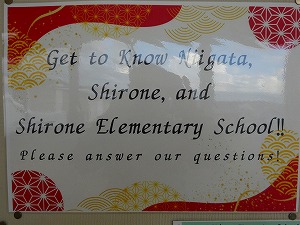 Get to Know Niigata,
Shirone, and
Shirone Elementary School!!
Please answer our questions!